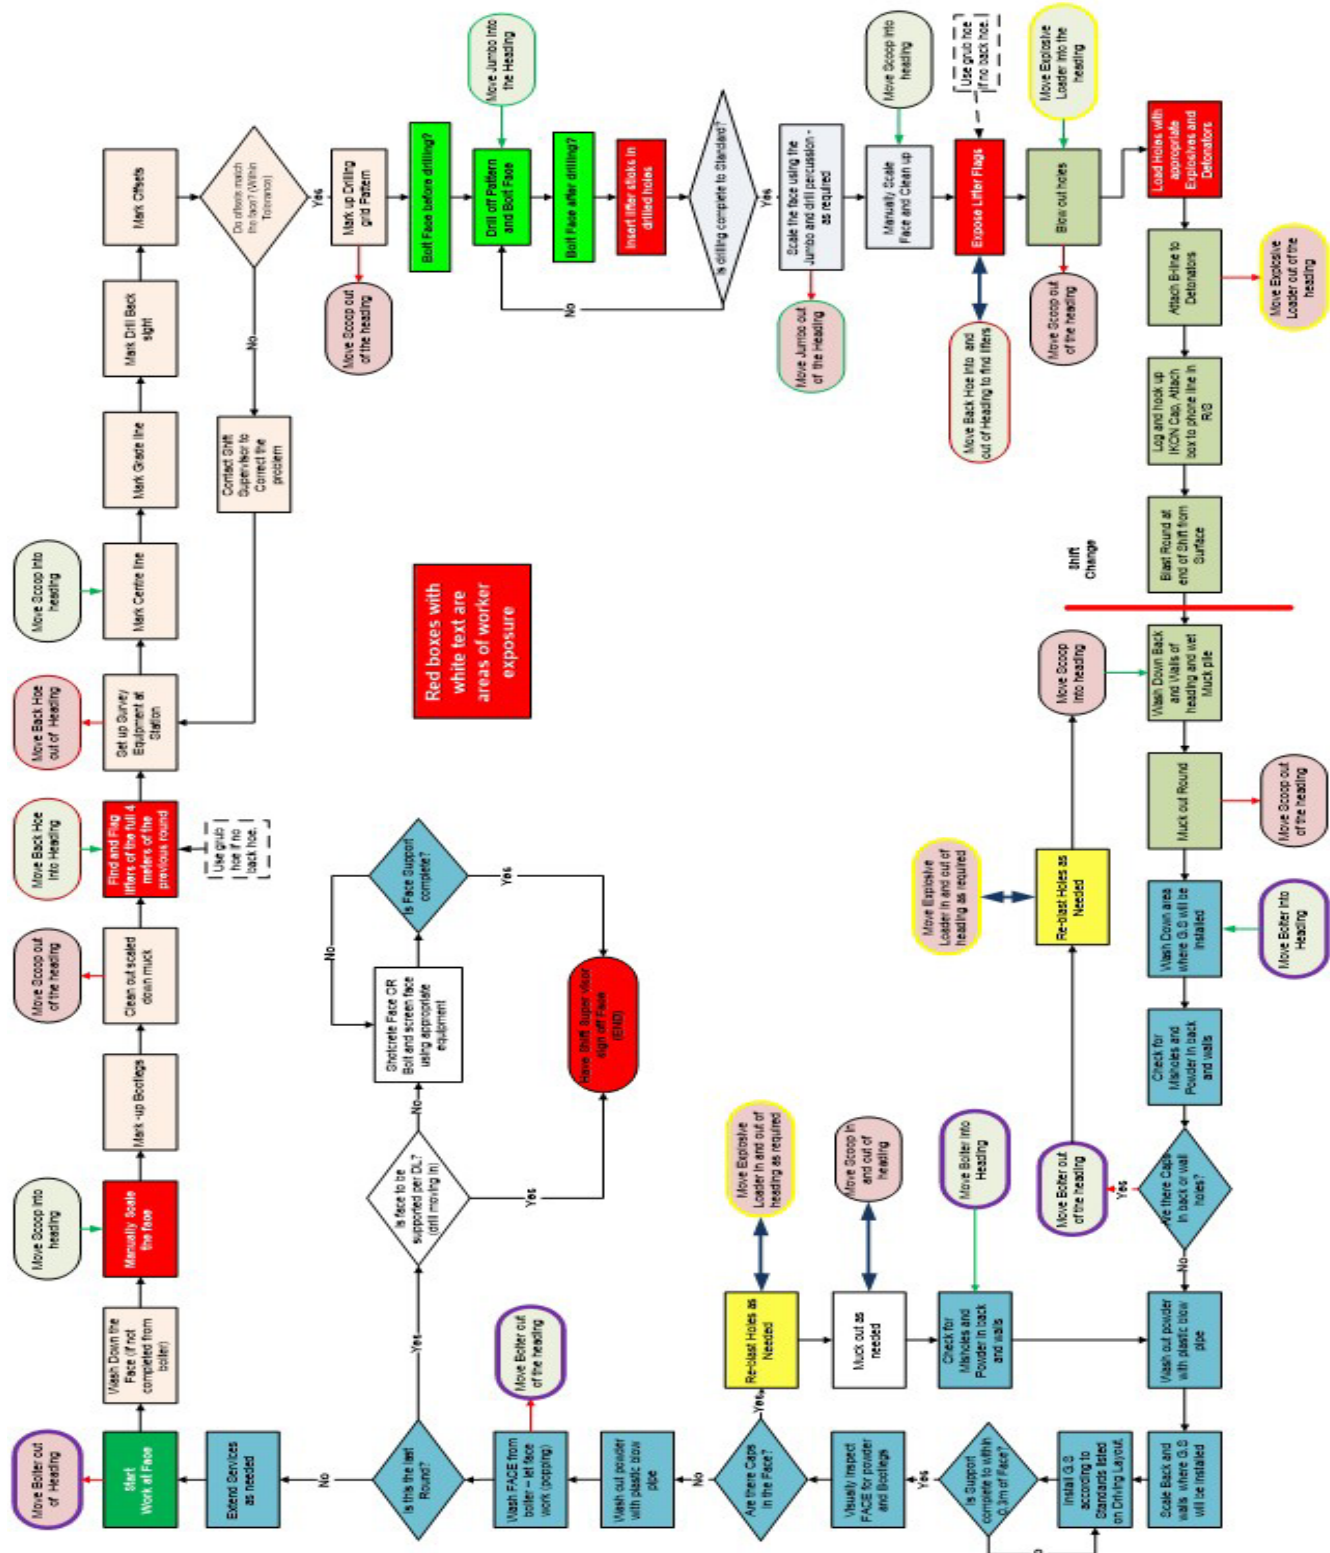 Move Bolter out
of Heading
Start
Work at Face
Wash Down the
Face (if not
completed from
bolter)
Move Scoop into
heading
Manually Scale
the face
Mark -up Bootlegs
Move Scoop out
of the heading
Clean out scaled
down muck
Move Back Hoe
into Heading
Find and Flag
lifters of the full 4
meters of the
previous round
Use grub
hoe if no
back hoe.
Move Back Hoe
out of Heading
Set up Survey
Equipment at
Station
Move Scoop into
heading
Mark Centre line
Mark Grade line
Mark Drill Back
sight
Mark Offsets
Do offsets match
the face? (Within
Tolerance)
No
Contact Shift
Supervisor to
Correct the
problem
Yes
Mark up Drilling
grid Pattern
Move Scoop out
of the heading
Bolt Face before drilling?
Move Jumbo into
the Heading
Drill off Pattern
and Bolt Face
Bolt Face after drilling?
Insert lifter sticks in
drilled holes
Is drilling complete to Standard?
No
Yes
Scale the face using the
Jumbo and drill percussion -
as required
Move Jumbo out
of the Heading
Move Scoop into
heading
Manually Scale
Face and clean up
Use grub hoe
if no back hoe.
Expose Lifter Flags
Move Back Hoe into and
out of Heading to find lifters
Move Explosive
Loader into the
heading
Blow out holes
Move Scoop out
of the heading
Load Holes with
appropriate
Explosives and
Detonators
Attach B-line to
Detonators
Move Explosive
Loader out of the
heading
Log and hook up
IKON Cap, Attach
box to phone line in
R/S
Blast Round at
end of Shift from
Surface
Shift
Change
Move Scoop
into heading
Wash Down Back
and Walls of
heading and wet
Muck pile
Muck out Round
Move Scoop out
of the heading
Wash Down area
where G.S will be
installed
Move Bolter into
Heading
Check for
Misholes and
Powder in back
and walls
Are there Caps
in back or wall
holes?
Yes
Move Bolter out
of the heading
Re-blast Holes as
Needed
Move Explosive
Loader in and out of
heading as required
No
Wash out powder
with plastic blow
pipe
Scale Back and
walls where G.S
will be installed
Install G.S
according to
Standards listed
on Driving Layout.
Is Support
complete to within
0.3m of Face?
No
Yes
Visually Inspect
FACE for powder
and Bootlegs
Are there Caps
in the Face?
Yes
Re-blast Holes as
Needed
Move Explosive
Loader in and out of
heading as required
Muck out as
needed
Move Scoop in
and out of
heading
Check for
Misholes and
Powder in back
and walls
Move Bolter into
Heading
No
Wash out powder
with plastic blow
pipe
Wash FACE from
bolter – let face
work (popping)
Move Bolter out
of the heading
Is this the last
Round?
No
Extend Services
as needed
Yes
Is face to be
supported per DL?
(drill moving in)
No
Shotcrete Face OR
Bolt and screen face
using appropriate
equipment
Is Face Support
complete?
No
Yes
Yes
Have Shift Super visor
sign off Face
(END)
Red boxes with
white text are
areas of worker
exposure